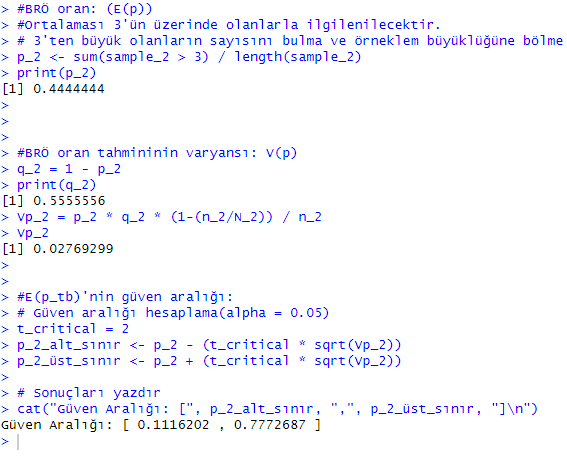 > #BRÖ oran: (E(p))
> #Ortalaması 3'ün üzerinde olanlarla ilgilenilecektir.
> # 3'ten büyük olanların sayısını bulma ve örneklem büyüklüğüne bölme
> p_2 <- sum(sample_2 > 3) / length(sample_2)
> print(p_2)
[1] 0.4444444
>
>
>
> #BRÖ oran tahmininin varyansı: V(p)
> q_2 = 1 - p_2
> print(q_2)
[1] 0.5555556
> Vp_2 = p_2 * q_2 * (1-(n_2/N_2)) / n_2
> Vp_2
[1] 0.02769299
>
>
> #E(p_tb)'nin güven aralığı:
> # Güven aralığı hesaplama(alpha = 0.05)
> t_critical = 2
> p_2_alt_sınır <- p_2 - (t_critical * sqrt(Vp_2))
> p_2_üst_sınır <- p_2 + (t_critical * sqrt(Vp_2))
>
> # Sonuçları yazdır
> cat("Güven Aralığı: [", p_2_alt_sınır, ",", p_2_üst_sınır, "]\n")
Güven Aralığı: [ 0.1116202 , 0.7772687 ]
>